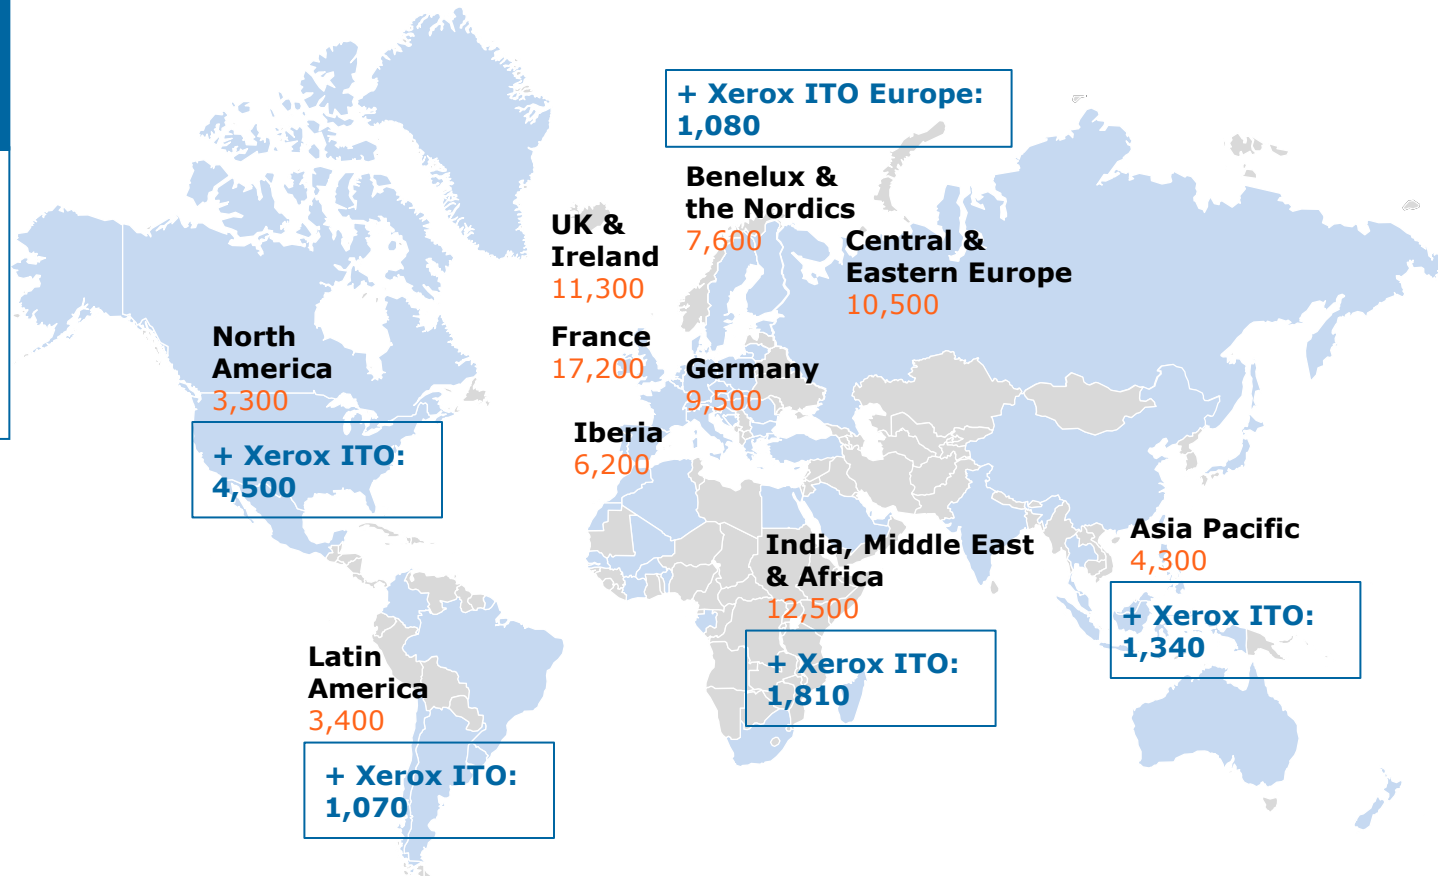 + Xerox ITO Europe:
1,080
Benelux &
the Nordics
7,600
UK &
Ireland
11,300
Central &
Eastern Europe
10,500
North
America
3,300
+ Xerox ITO:
4,500
France
17,200
Germany
9,500
Iberia
6,200
India, Middle East
& Africa
12,500
+ Xerox ITO:
1,810
Asia Pacific
4,300
+ Xerox ITO:
1,340
Latin
America
3,400
+ Xerox ITO:
1,070